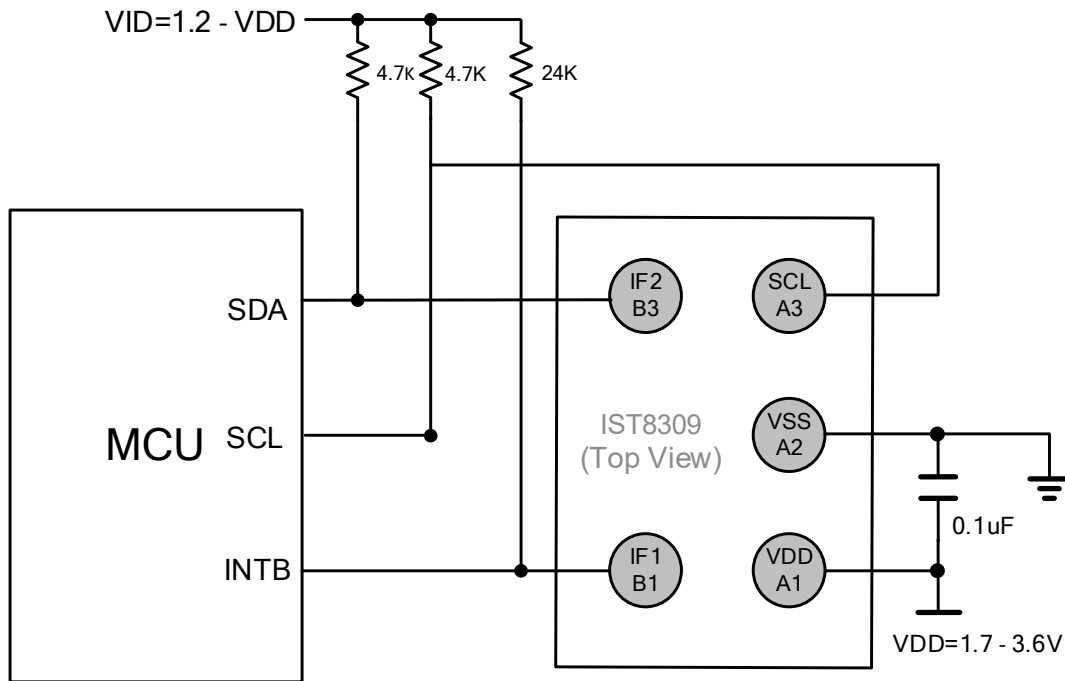 VID=1.2 - VDD
4.7K
4.7K
24K
SDA
IF2
B3
SCL
A3
MCU
SCL
IST8309
(Top View)
VSS
A2
0.1uF
INTB
IF1
B1
VDD
A1
VDD=1.7 - 3.6V